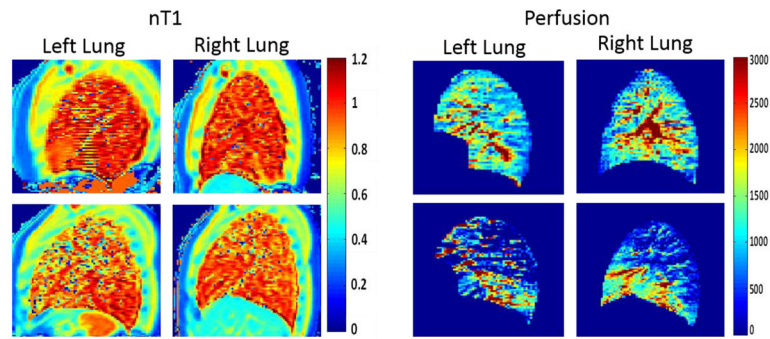 nT1
Perfusion
Left Lung
Right Lung
Left Lung
Right Lung
1.2
1
0.8
0.6
0.4
0.2
0
3000
2500
2000
1500
1000
500
0